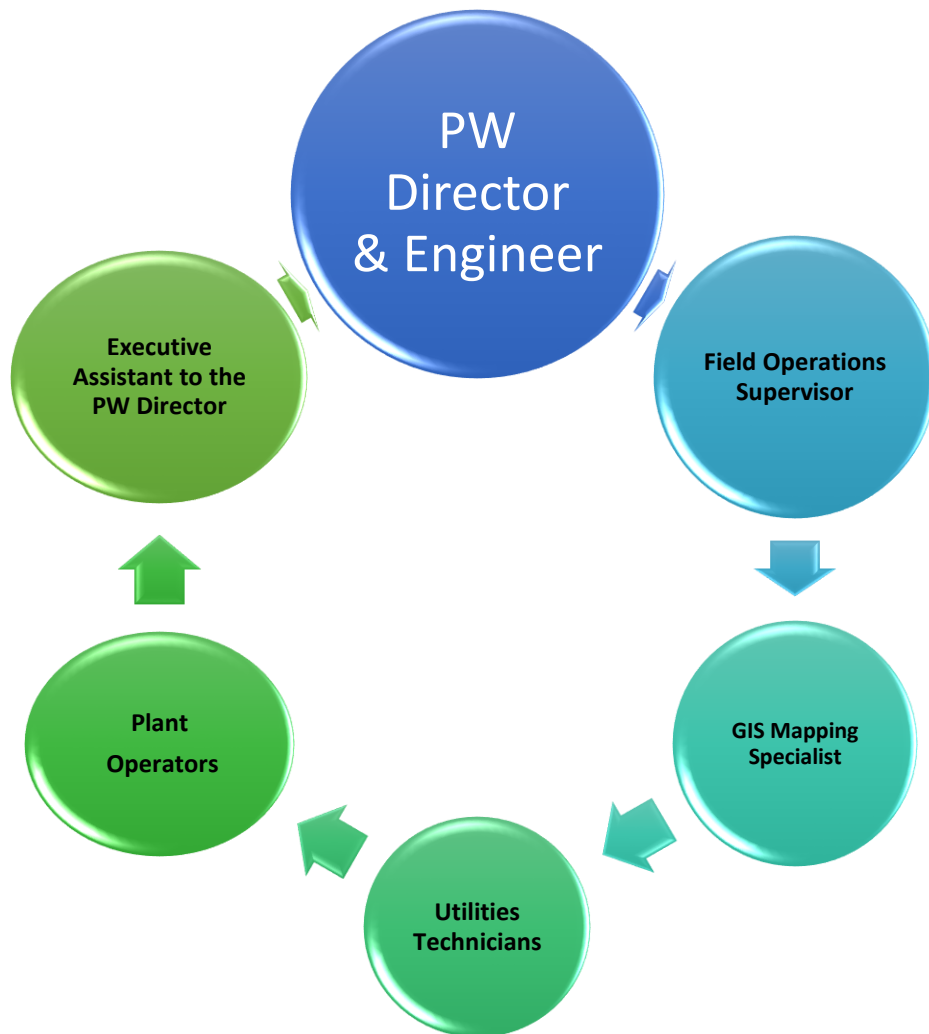 PW
Director
& Engineer
Field Operations
Supervisor
GIS Mapping
Specialist
Utilities
Technicians
Plant
Operators
Executive
Assistant to the
PW Director